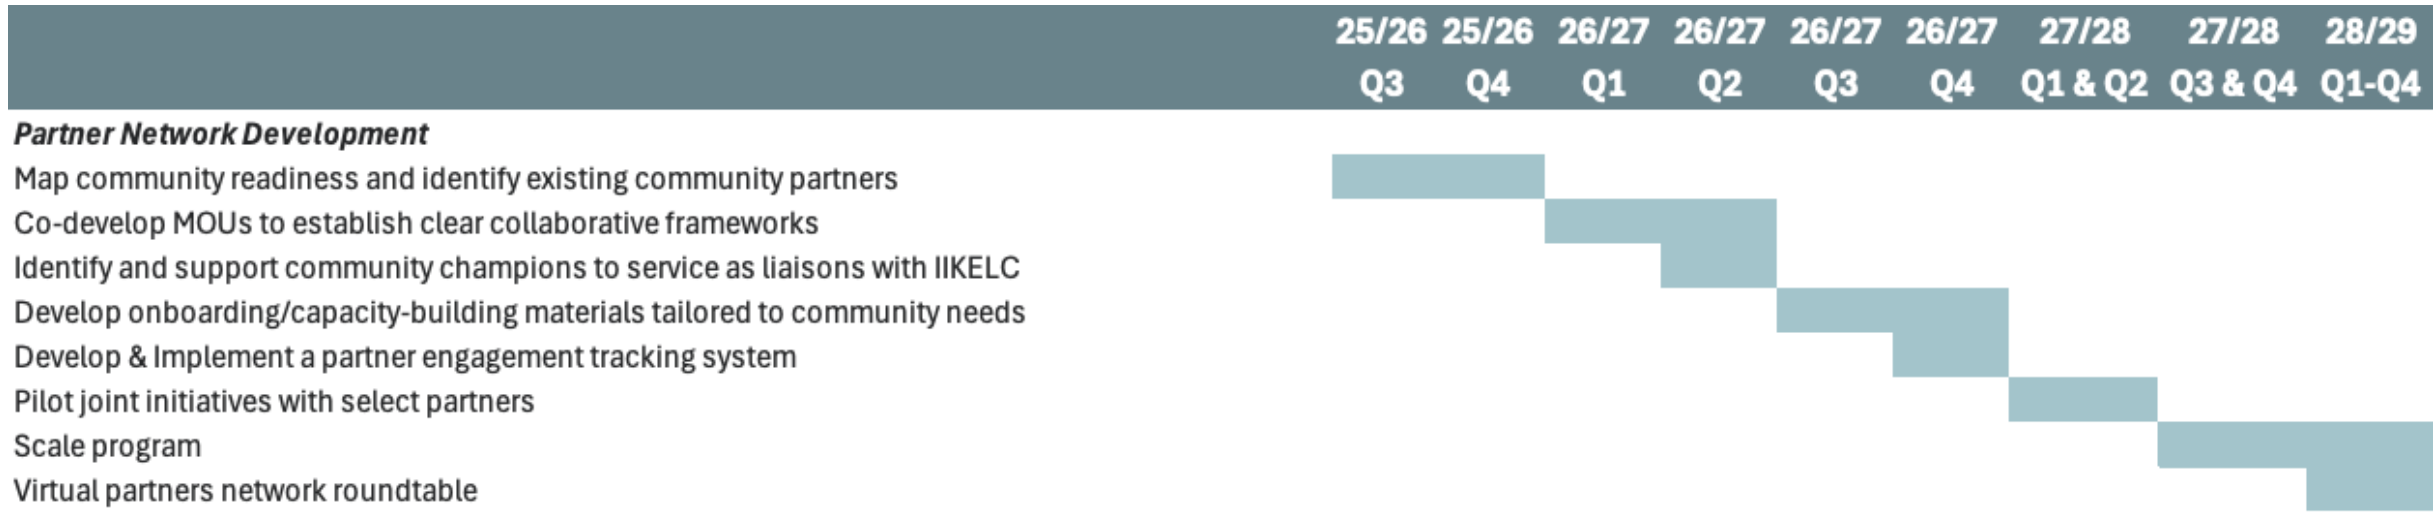 25/26 25/26 26/27 26/27 26/27 26/27 27/28 27/28 28/29
Q3 Q4 Q1 Q2 Q3 Q4 Q1 & Q2 Q3 & Q4 Q1-Q4
Partner Network Development
Map community readiness and identify existing community partners
Co-develop MOUs to establish clear collaborative frameworks
Identify and support community champions to service as liaisons with IIKELC
Develop onboarding/capacity-building materials tailored to community needs
Develop & Implement a partner engagement tracking system
Pilot joint initiatives with select partners
Scale program
Virtual partners network roundtable